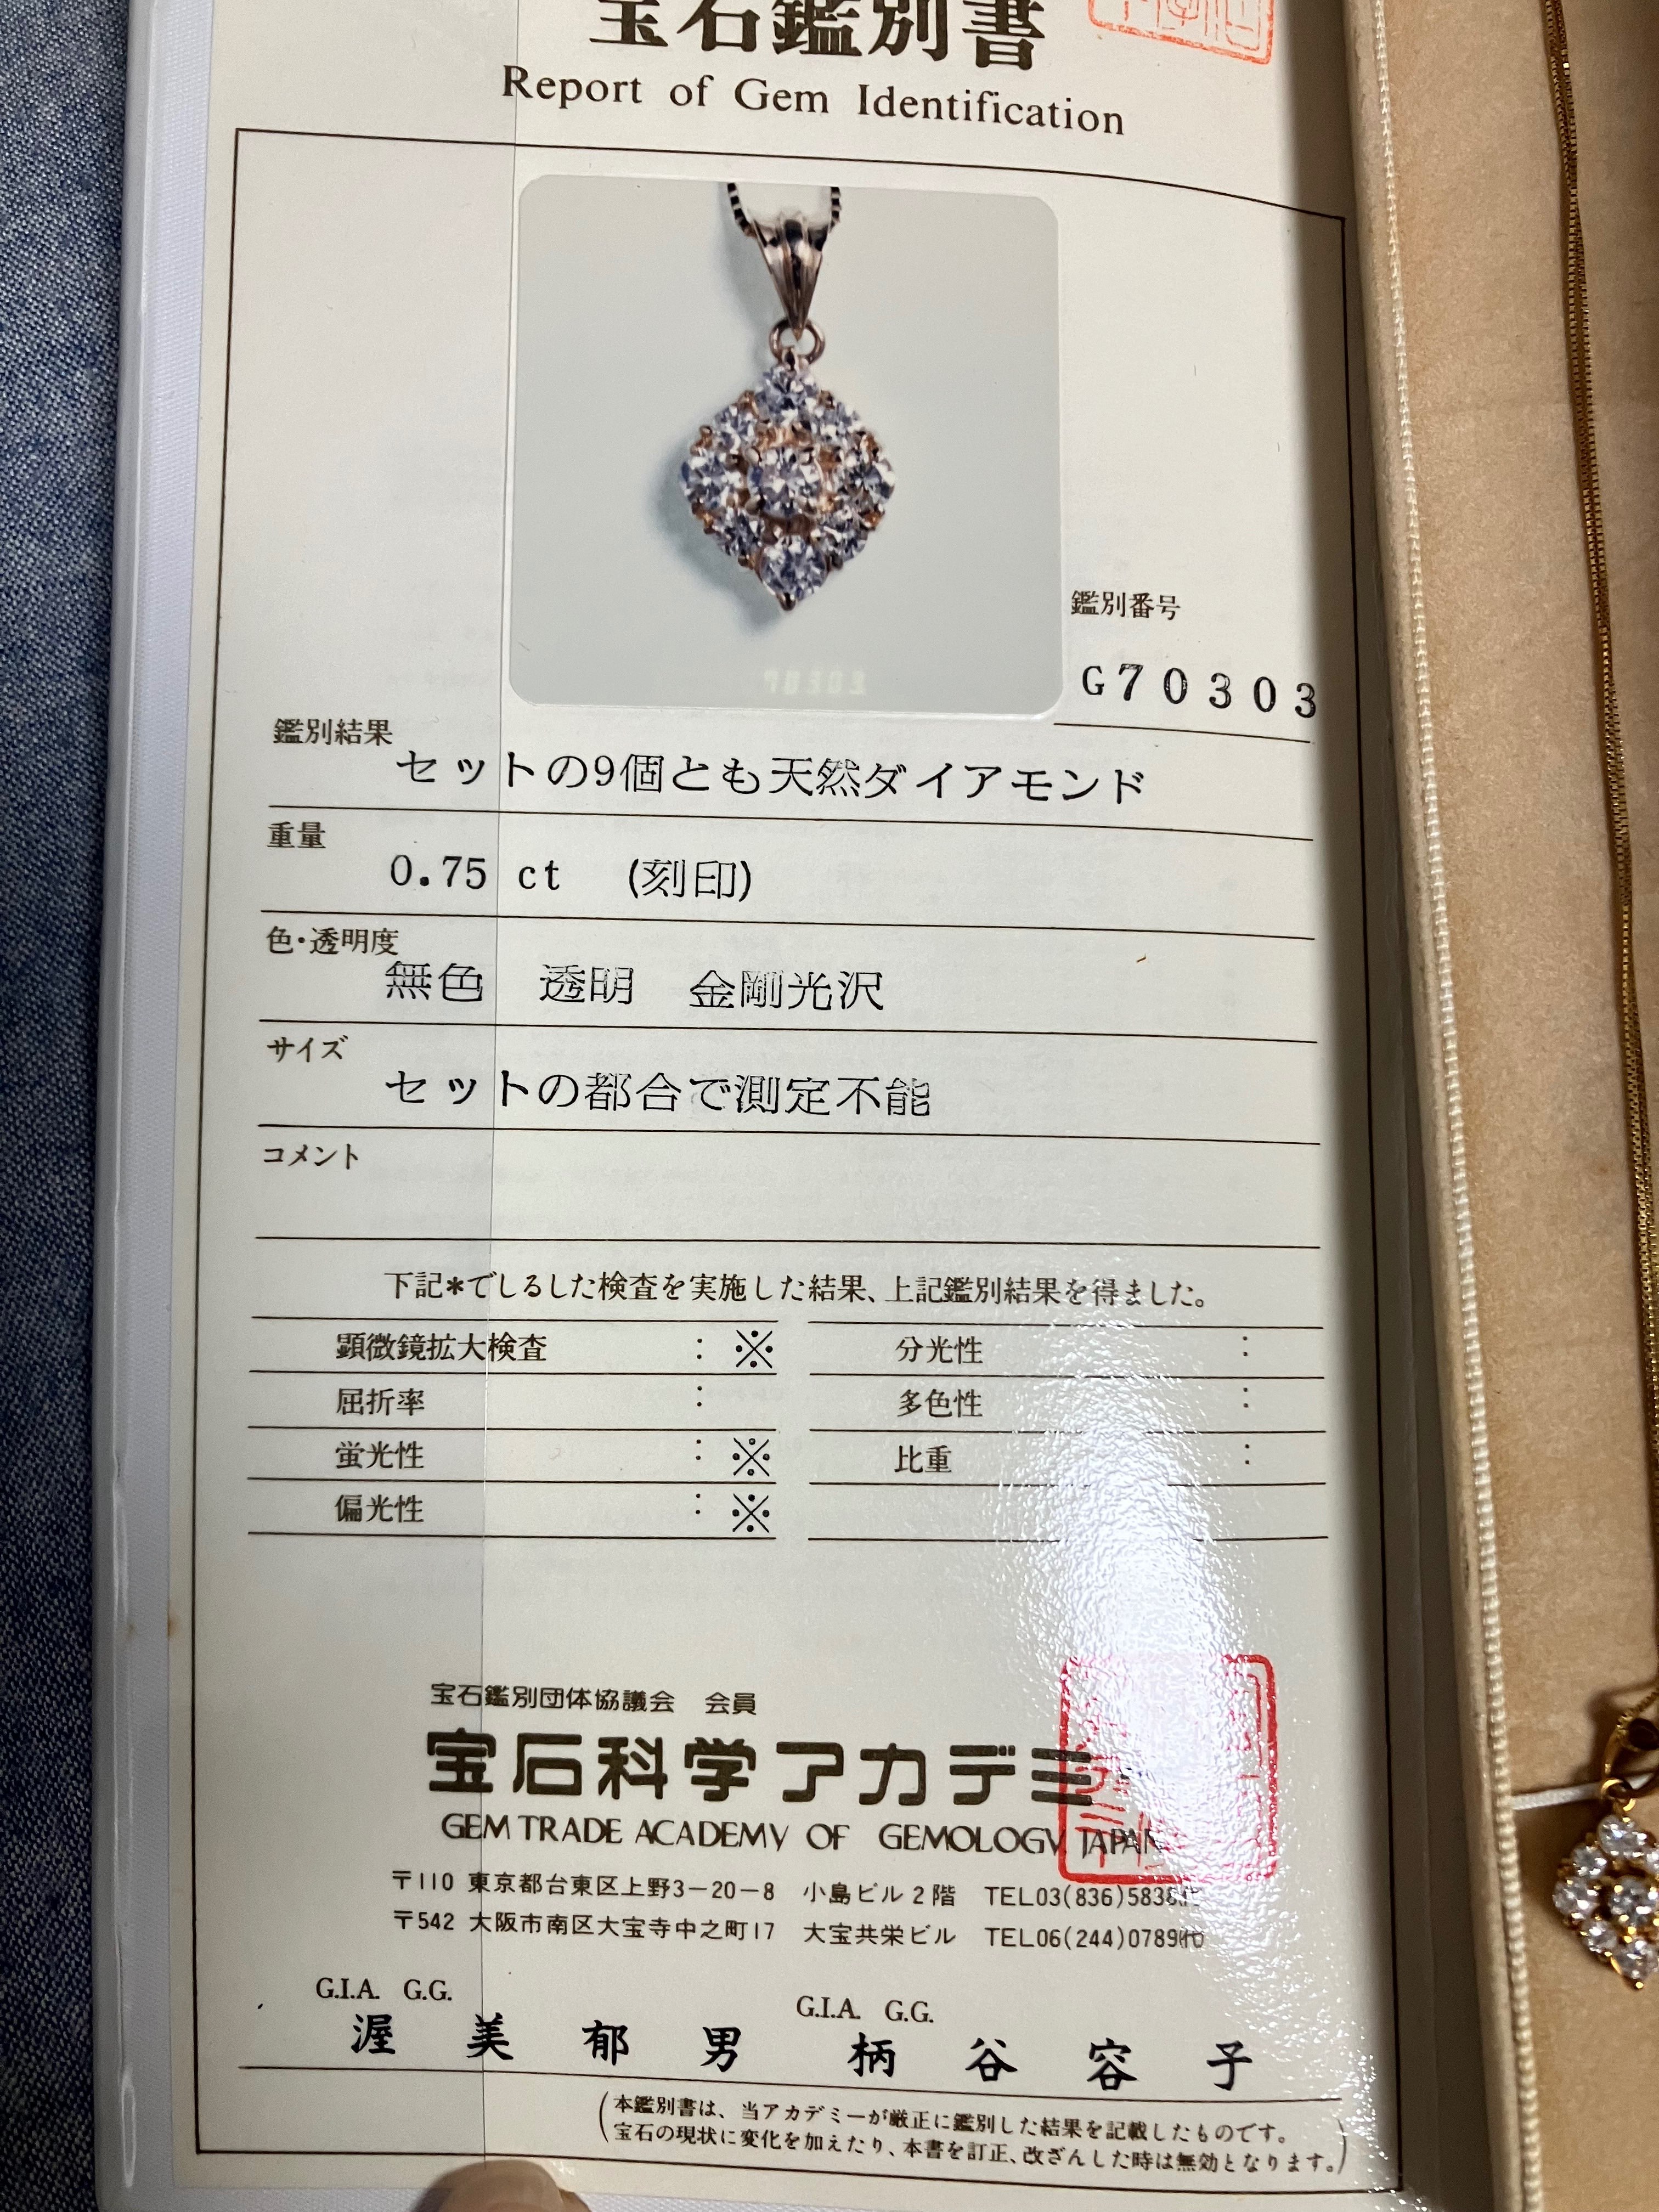 宝石鑑別書
Report of Gem Identification
鑑別番号
G70303
鑑別結果
セットの9個とも天然ダイアモンド
重量
0.75 ct (刻印)
色・透明度
無色 透明 金剛光沢
サイズ
セットの都合で測定不能
コメント
下記*でしるした検査を実施した結果、上記鑑別結果を得ました。
顕微鏡拡大検査 : ※ 分光性 :
屈折率 : 多色性 :
蛍光性 : ※ 比重 :
偏光性 : ※
宝石鑑別団体協議会 会員
宝石科学アカデミー
GEM TRADE ACADEMY OF GEMOLOGY JAPAN
〒110 東京都台東区上野3-20-8 小島ビル2階 TEL03(836)5838㈹
〒542 大阪市南区大宝寺中之町17 大宝共栄ビル TEL06(244)0789㈹
G.I.A. G.G. G.I.A. G.G.
渥美郁男 柄谷容子
(本鑑別書は、当アカデミーが厳正に鑑別した結果を記載したものです。
宝石の現状に変化を加えたり、本書を訂正、改ざんした時は無効となります。)